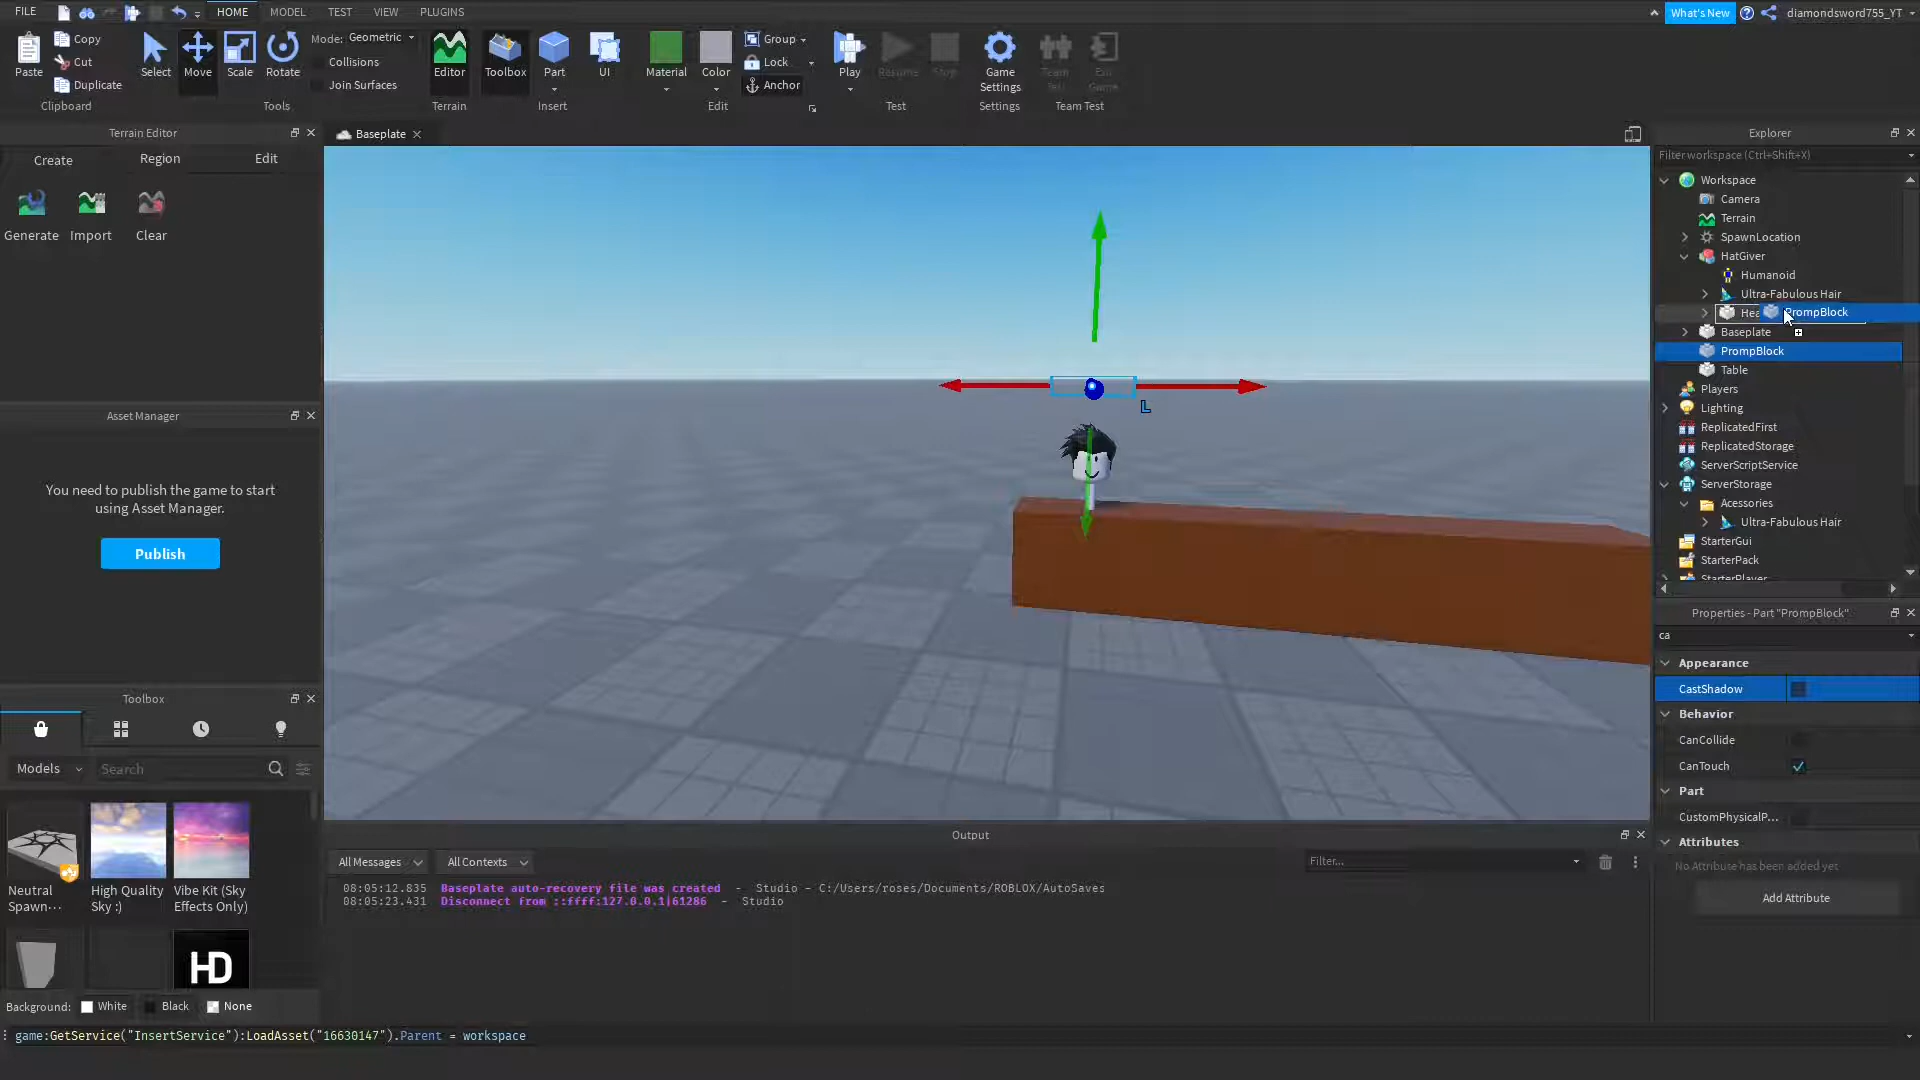 FILE
HOME
MODEL
TEST
VIEW
PLUGINS
What's New
diamondsword755_YT
Paste
Copy
Cut
Duplicate
Clipboard
Select
Move
Scale
Rotate
Mode: Geometric
Collisions
Join Surfaces
Tools
Editor
Terrain
Toolbox
Part
UI
Insert
Material
Color
Group
Lock
Anchor
Edit
Play
Resume
Stop
Test
Game
Settings
Settings
Team
Test
Exit
Game
Team Test
Terrain Editor
Create
Region
Edit
Generate
Import
Clear
Asset Manager
You need to publish the game to start
using Asset Manager.
Publish
Toolbox
Models
Search
Neutral
Spawn...
High Quality
Sky :)
Vibe Kit (Sky
Effects Only)
HD
Background:
White
Black
None
Baseplate
L
Output
All Messages
All Contexts
Filter...
08:05:12.835 Baseplate auto-recovery file was created - Studio - C:/Users/roses/Documents/ROBLOX/AutoSaves
08:05:23.431 Disconnect from ::ffff:127.0.0.1|61286 - Studio
game:GetService("InsertService"):LoadAsset("16630147").Parent = workspace
Explorer
Filter workspace (Ctrl+Shift+X)
Workspace
Camera
Terrain
SpawnLocation
HatGiver
Humanoid
Ultra-Fabulous Hair
Hea
PrompBlock
Baseplate
PrompBlock
Table
Players
Lighting
ReplicatedFirst
ReplicatedStorage
ServerScriptService
ServerStorage
Acessories
Ultra-Fabulous Hair
StarterGui
StarterPack
StarterPlayer
Properties - Part "PrompBlock"
ca
Appearance
CastShadow
Behavior
CanCollide
CanTouch
Part
CustomPhysicalP...
Attributes
No Attribute has been added yet
Add Attribute